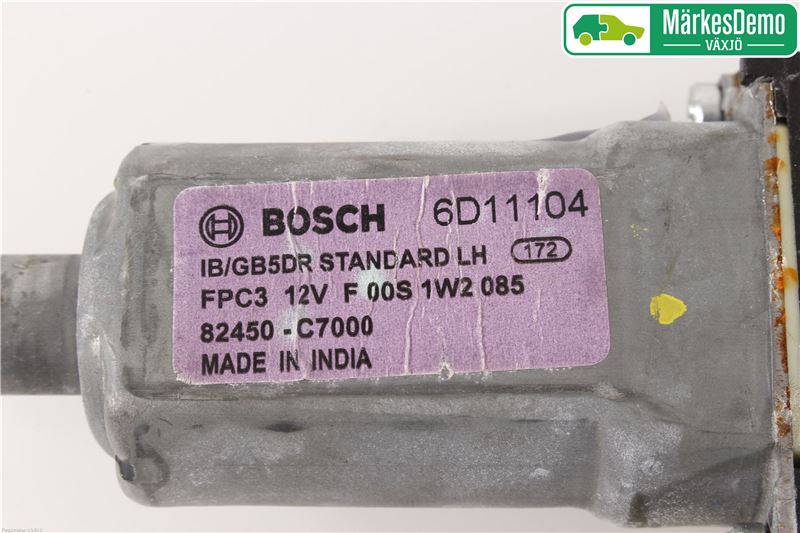 MärkesDemo
VÄXJÖ
BOSCH 6D11104
IB/GB5DR STANDARD LH 172
FPC3 12V F 00S 1W2 085
82450 - C7000
MADE IN INDIA